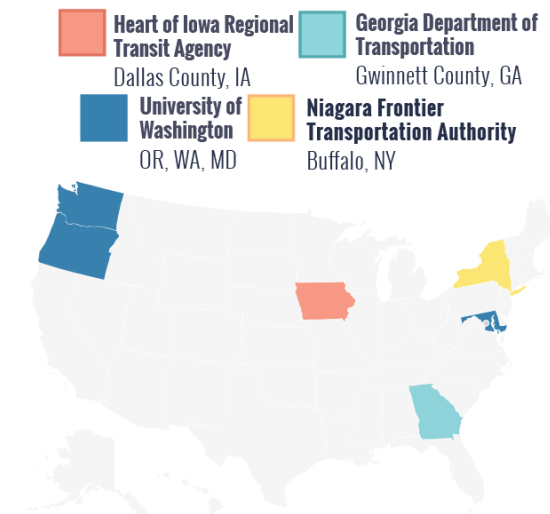 Heart of Iowa Regional
Transit Agency
Dallas County, IA
Georgia Department of
Transportation
Gwinnett County, GA
University of
Washington
OR, WA, MD
Niagara Frontier
Transportation Authority
Buffalo, NY